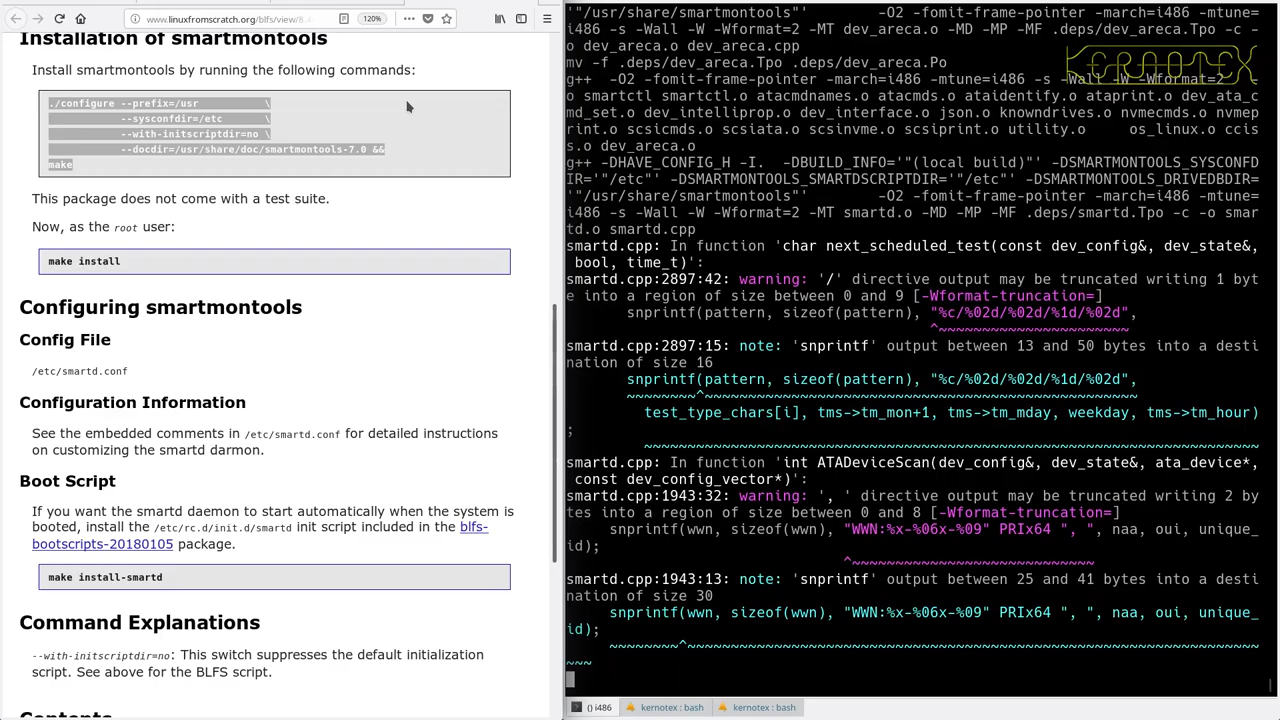 www.linuxfromscratch.org/blfs/view/8.4
120%
Installation of smartmontools
Install smartmontools by running the following commands:
./configure --prefix=/usr \
--sysconfdir=/etc \
--with-initscriptdir=no \
--docdir=/usr/share/doc/smartmontools-7.0 &&
make
This package does not come with a test suite.
Now, as the root user:
make install
Configuring smartmontools
Config File
/etc/smartd.conf
Configuration Information
See the embedded comments in /etc/smartd.conf for detailed instructions
on customizing the smartd darmon.
Boot Script
If you want the smartd daemon to start automatically when the system is
booted, install the /etc/rc.d/init.d/smartd init script included in the blfs-
bootscripts-20180105 package.
make install-smartd
Command Explanations
--with-initscriptdir=no: This switch suppresses the default initialization
script. See above for the BLFS script.
Contents
'"/usr/share/smartmontools"' -O2 -fomit-frame-pointer -march=i486 -mtune=
i486 -s -Wall -W -Wformat=2 -MT dev_areca.o -MD -MP -MF .deps/dev_areca.Tpo -c -
o dev_areca.o dev_areca.cpp
mv -f .deps/dev_areca.Tpo .deps/dev_areca.Po
g++ -O2 -fomit-frame-pointer -march=i486 -mtune=i486 -s -Wall -W -Wformat=2 -
o smartctl smartctl.o atacmdnames.o atacmds.o ataidentify.o ataprint.o dev_ata_c
md_set.o dev_intelliprop.o dev_interface.o json.o knowndrives.o nvmecmds.o nvmep
rint.o scsicmds.o scsiata.o scsinvme.o scsiprint.o utility.o os_linux.o ccis
s.o dev_areca.o
g++ -DHAVE_CONFIG_H -I. -DBUILD_INFO='"(local build)"' -DSMARTMONTOOLS_SYSCONF
DIR='"/etc"' -DSMARTMONTOOLS_SMARTDSCRIPTDIR='"/etc"' -DSMARTMONTOOLS_DRIVEDBDIR=
'"/usr/share/smartmontools"' -O2 -fomit-frame-pointer -march=i486 -mtune=
i486 -s -Wall -W -Wformat=2 -MT smartd.o -MD -MP -MF .deps/smartd.Tpo -c -o smar
td.o smartd.cpp
smartd.cpp: In function 'char next_scheduled_test(const dev_config&, dev_state&,
bool, time_t)':
smartd.cpp:2897:42: warning: '/' directive output may be truncated writing 1 byt
e into a region of size between 0 and 9 [-Wformat-truncation=]
snprintf(pattern, sizeof(pattern), "%c/%02d/%02d/%1d/%02d",
^~~~~~~~~~~~~~~~~~~~~~~
smartd.cpp:2897:15: note: 'snprintf' output between 13 and 50 bytes into a desti
nation of size 16
snprintf(pattern, sizeof(pattern), "%c/%02d/%02d/%1d/%02d",
~~~~~~~~^~~~~~~~~~~~~~~~~~~~~~~~~~~~~~~~~~~~~~~~~~~~~~~~~~~
test_type_chars[i], tms->tm_mon+1, tms->tm_mday, weekday, tms->tm_hour)
;
~~~~~~~~~~~~~~~~~~~~~~~~~~~~~~~~~~~~~~~~~~~~~~~~~~~~~~~~~~~~~~~~~~~~~~~
smartd.cpp: In function 'int ATADeviceScan(dev_config&, dev_state&, ata_device*,
const dev_config_vector*)':
smartd.cpp:1943:32: warning: ', ' directive output may be truncated writing 2 by
tes into a region of size between 0 and 8 [-Wformat-truncation=]
snprintf(wwn, sizeof(wwn), "WWN:%x-%06x-%09" PRIx64 ", ", naa, oui, unique_
id);
^~~~~~~~~~~~~~~~~~~~~~~~~~~~~
smartd.cpp:1943:13: note: 'snprintf' output between 25 and 41 bytes into a desti
nation of size 30
snprintf(wwn, sizeof(wwn), "WWN:%x-%06x-%09" PRIx64 ", ", naa, oui, unique_
id);
~~~~~~~~^~~~~~~~~~~~~~~~~~~~~~~~~~~~~~~~~~~~~~~~~~~~~~~~~~~~~~~~~~~~~~~~~~~
~~~
KERNOTEX
() i486
kernotex : bash
kernotex : bash